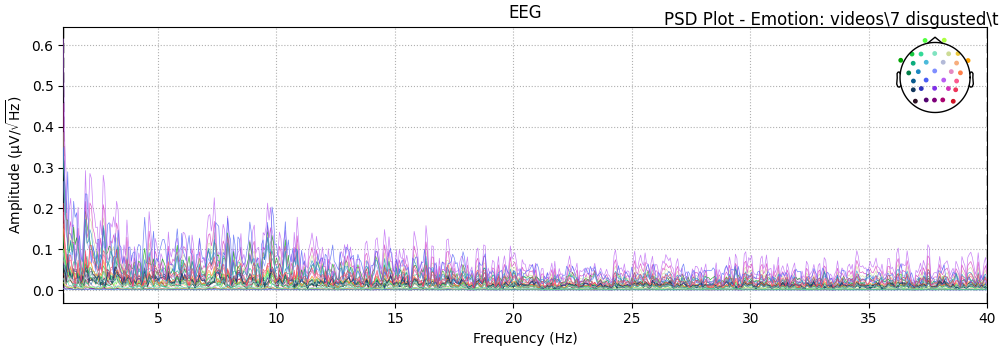 EEG
PSD Plot - Emotion: videos\7 disgusted\t
Amplitude (µV/√Hz)
0.6
0.5
0.4
0.3
0.2
0.1
0.0
5 10 15 20 25 30 35 40
Frequency (Hz)